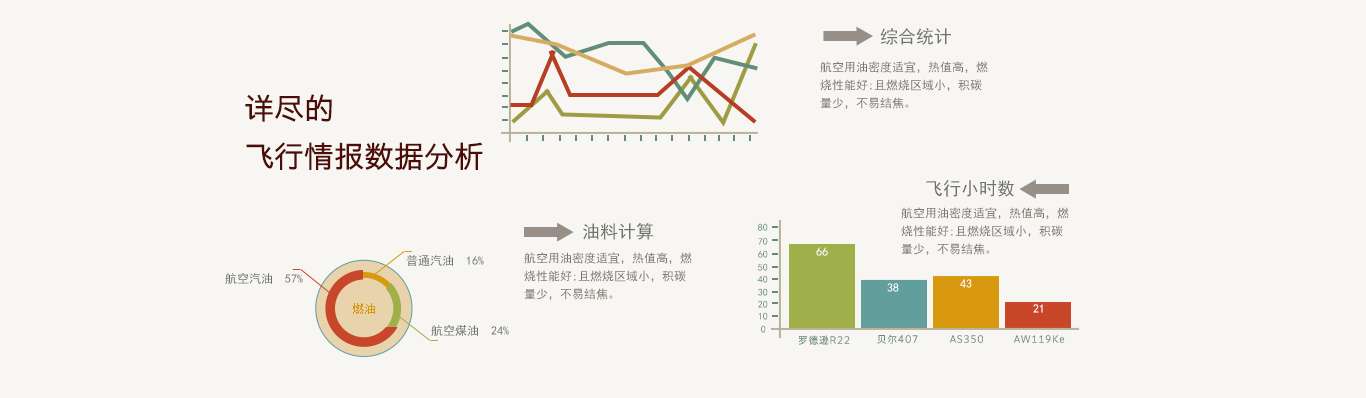 详尽的
飞行情报数据分析
综合统计
航空用油密度适宜，热值高，燃
烧性能好；且燃烧区域小，积碳
量少，不易结焦。
油料计算
航空用油密度适宜，热值高，燃
烧性能好；且燃烧区域小，积碳
量少，不易结焦。
普通汽油 16%
航空汽油 57%
燃油
航空煤油 24%
飞行小时数
航空用油密度适宜，热值高，燃
烧性能好；且燃烧区域小，积碳
量少，不易结焦。
80
70
60
50
40
30
20
10
0
66
38
43
21
罗德逊R22
贝尔407
AS350
AW119Ke